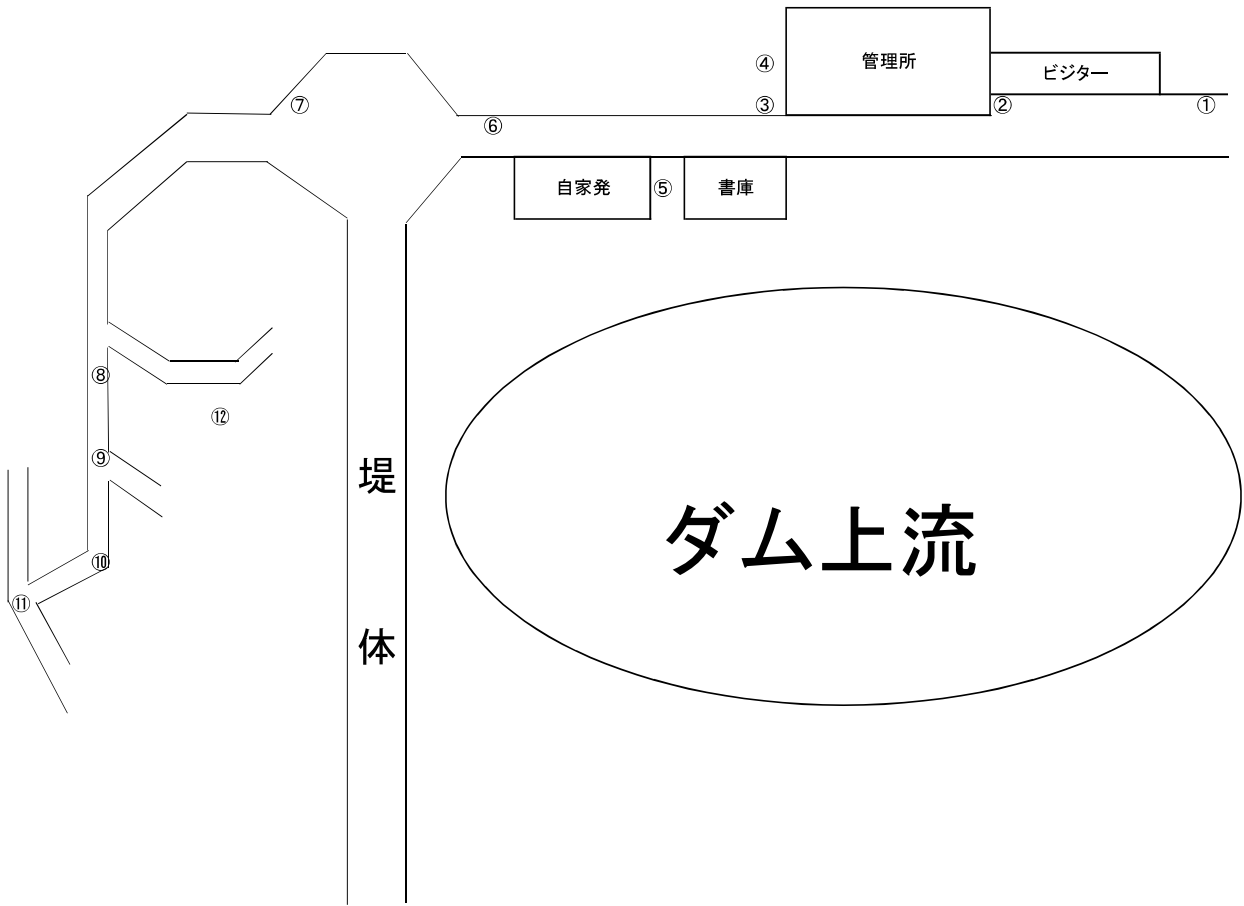 管理所
④
ビジター
⑦
③
②
①
⑥
自家発
⑤
書庫
⑧
⑫
⑨
堤
体
ダム上流
⑩
⑪